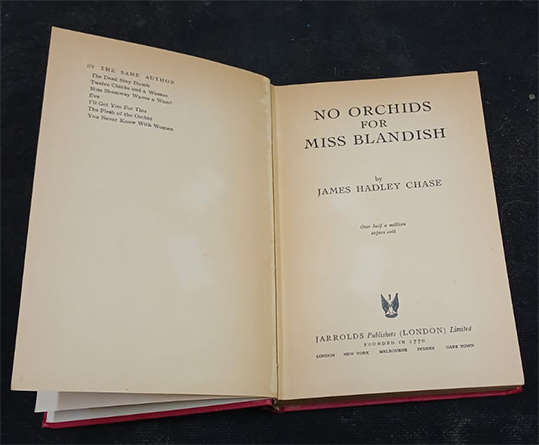 BY THE SAME AUTHOR
The Dead Stay Dumb
Twelve Chinks and a Woman
Miss Shumway Waves a Wand
Eve
I'll Get You For This
The Flesh of the Orchid
You Never Know With Women
NO ORCHIDS
FOR
MISS BLANDISH
by
JAMES HADLEY CHASE
Over half a million
copies sold
JARROLDS Publishers (LONDON) Limited
FOUNDED IN 1770
LONDON NEW YORK MELBOURNE SYDNEY CAPE TOWN